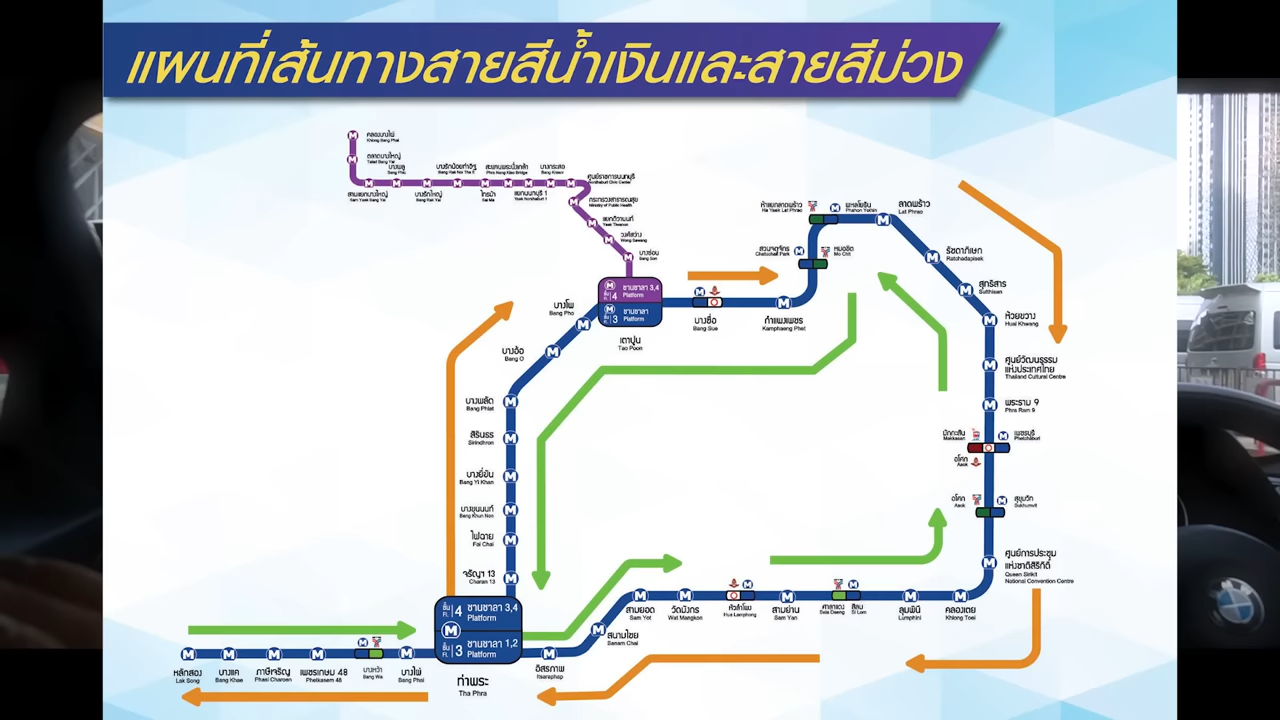 แผนที่เส้นทางสายสีน้ำเงินและสายสีม่วง
คลองบางไผ่
Khlong Bang Phai
ตลาดบางใหญ่
Talad Bang Yai
สามแยกบางใหญ่
Sam Yaek Bang Yai
บางพลู
Bang Phlu
บางรักใหญ่
Bang Rak Yai
บางรักน้อยท่าอิฐ
Bang Rak Noi Tha It
ไทรม้า
Sai Ma
สะพานพระนั่งเกล้า
Phra Nang Klao Bridge
แยกนนทบุรี 1
Yaek Nonthaburi 1
บางกระสอ
Bang Krasor
ศูนย์ราชการนนทบุรี
Nonthaburi Civic Center
กระทรวงสาธารณสุข
Ministry of Public Health
แยกติวานนท์
Yaek Tiwanon
วงศ์สว่าง
Wong Sawang
บางซ่อน
Bang Son
M
ชั้น
FL
4
ชานชาลา 3,4
Platform
M
ชั้น
FL
3
ชานชาลา
Platform
เตาปูน
Tao Poon
บางซื่อ
Bang Sue
กำแพงเพชร
Kamphaeng Phet
สวนจตุจักร
Chatuchak Park
หมอชิต
Mo Chit
ห้าแยกลาดพร้าว
Ha Yaek Lat Phrao
พหลโยธิน
Phahon Yothin
ลาดพร้าว
Lat Phrao
รัชดาภิเษก
Ratchadapisek
สุทธิสาร
Sutthisan
ห้วยขวาง
Huai Khwang
ศูนย์วัฒนธรรม
แห่งประเทศไทย
Thailand Cultural Centre
พระราม 9
Phra Ram 9
มักกะสัน
Makkasan
เพชรบุรี
Phetchaburi
อโศก
Asok
อโศก
Asok
สุขุมวิท
Sukhumvit
ศูนย์การประชุม
แห่งชาติสิริกิติ์
Queen Sirikit
National Convention Centre
บางโพ
Bang Pho
บางอ้อ
Bang O
บางพลัด
Bang Phlat
สิรินธร
Sirindhron
บางยี่ขัน
Bang Yi Khan
บางขุนนนท์
Bang Khun Non
ไฟฉาย
Fai Chai
จรัญฯ 13
Charan 13
ชั้น
FL
4
ชานชาลา 3,4
Platform
M
ชั้น
FL
3
ชานชาลา 1,2
Platform
ท่าพระ
Tha Phra
หลักสอง
Lak Song
บางแค
Bang Khae
ภาษีเจริญ
Phasi Charoen
เพชรเกษม 48
Phetkasem 48
บางหว้า
Bang Wa
บางไผ่
Bang Phai
อิสรภาพ
Itsaraphap
สนามไชย
Sanam Chai
สามยอด
Sam Yot
วัดมังกร
Wat Mangkon
หัวลำโพง
Hua Lamphong
สามย่าน
Sam Yan
ศาลาแดง
Sala Daeng
สีลม
Si Lom
ลุมพินี
Lumphini
คลองเตย
Khlong Toei
BMW